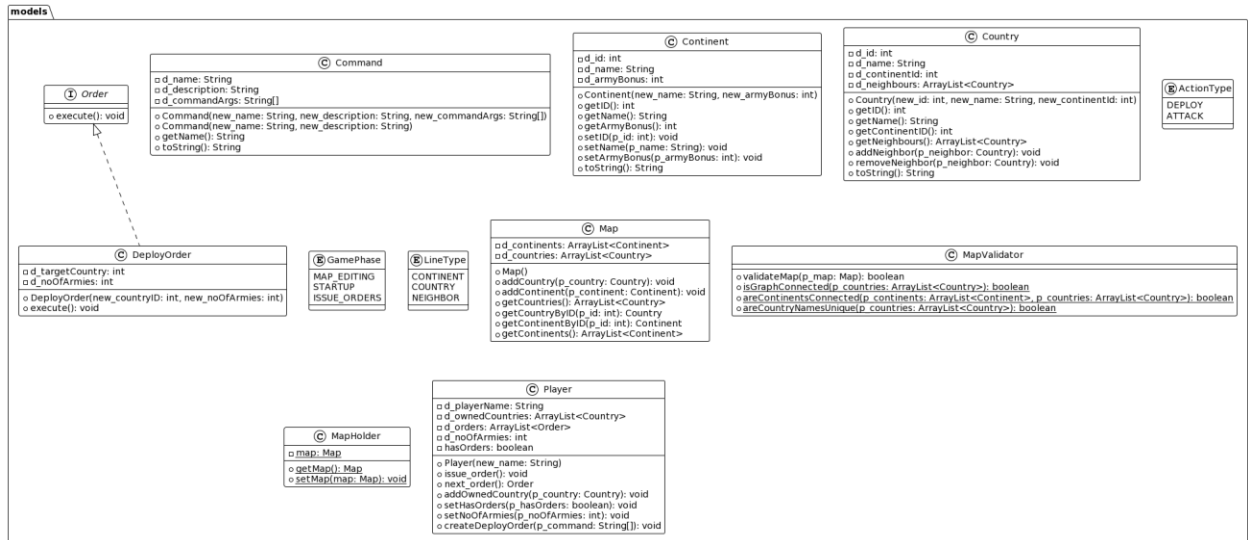 models
Order
execute(): void
Command
d_name: String
d_description: String
d_commandArgs: String[]
Command(new_name: String, new_description: String, new_commandArgs: String[])
Command(new_name: String, new_description: String)
getName(): String
toString(): String
Continent
d_id: int
d_name: String
d_armyBonus: int
Continent(new_name: String, new_armyBonus: int)
getID(): int
getName(): String
getArmyBonus(): int
setID(p_id: int): void
setName(p_name: String): void
setArmyBonus(p_armyBonus: int): void
toString(): String
Country
d_id: int
d_name: String
d_continentId: int
d_neighbours: ArrayList<Country>
Country(new_id: int, new_name: String, new_continentId: int)
getID(): int
getName(): String
getContinentID(): int
getNeighbours(): ArrayList<Country>
addNeighbor(p_neighbor: Country): void
removeNeighbor(p_neighbor: Country): void
toString(): String
ActionType
DEPLOY
ATTACK
DeployOrder
d_targetCountry: int
d_noOfArmies: int
DeployOrder(new_countryID: int, new_noOfArmies: int)
execute(): void
GamePhase
MAP_EDITING
STARTUP
ISSUE_ORDERS
LineType
CONTINENT
COUNTRY
NEIGHBOR
Map
d_continents: ArrayList<Continent>
d_countries: ArrayList<Country>
Map()
addCountry(p_country: Country): void
addContinent(p_continent: Continent): void
getCountries(): ArrayList<Country>
getCountryByID(p_id: int): Country
getContinentByID(p_id: int): Continent
getContinents(): ArrayList<Continent>
MapValidator
validateMap(p_map: Map): boolean
isGraphConnected(p_countries: ArrayList<Country>): boolean
areContinentsConnected(p_continents: ArrayList<Continent>, p_countries: ArrayList<Country>): boolean
areCountryNamesUnique(p_countries: ArrayList<Country>): boolean
MapHolder
map: Map
getMap(): Map
setMap(map: Map): void
Player
d_playerName: String
d_ownedCountries: ArrayList<Country>
d_orders: ArrayList<Order>
d_noOfArmies: int
hasOrders: boolean
Player(new_name: String)
issue_order(): void
next_order(): Order
addOwnedCountry(p_country: Country): void
setHasOrders(p_hasOrders: boolean): void
setNoOfArmies(p_noOfArmies: int): void
createDeployOrder(p_command: String[]): void